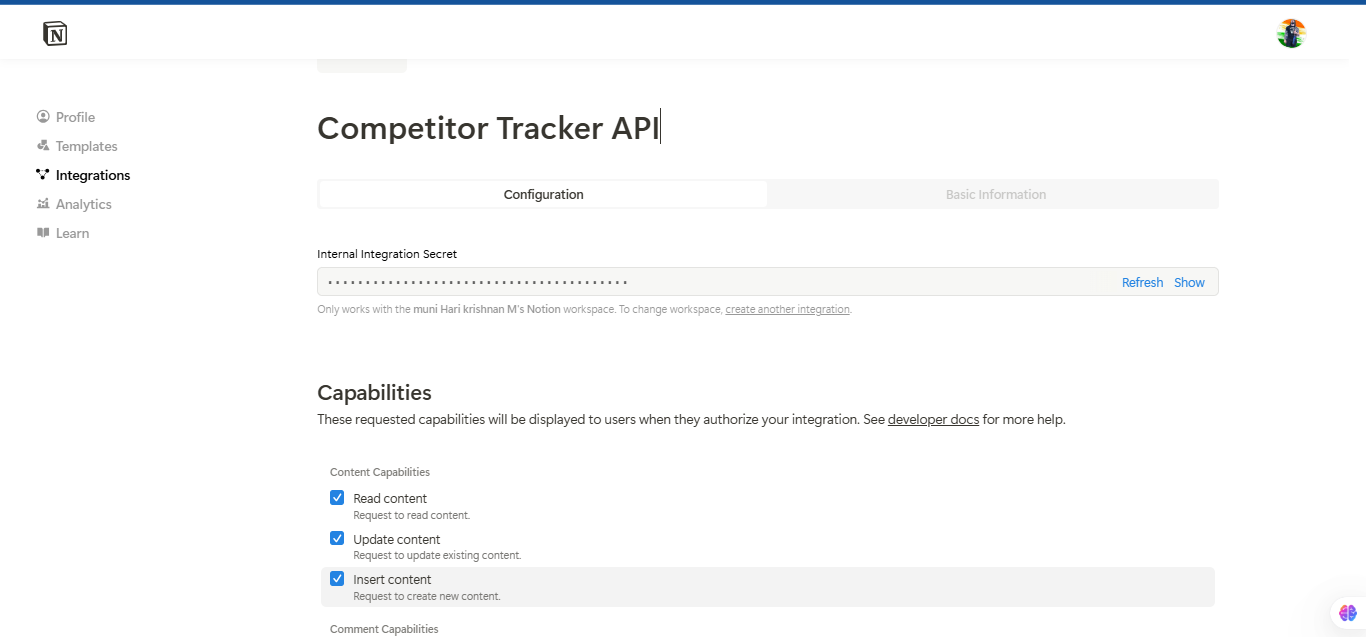 N
Profile
Templates
Integrations
Analytics
Learn
Competitor Tracker API
Configuration
Basic Information
Internal Integration Secret
Refresh Show
Only works with the muni Hari krishnan M's Notion workspace. To change workspace, create another integration.
Capabilities
These requested capabilities will be displayed to users when they authorize your integration. See developer docs for more help.
Content Capabilities
Read content
Request to read content.
Update content
Request to update existing content.
Insert content
Request to create new content.
Comment Capabilities